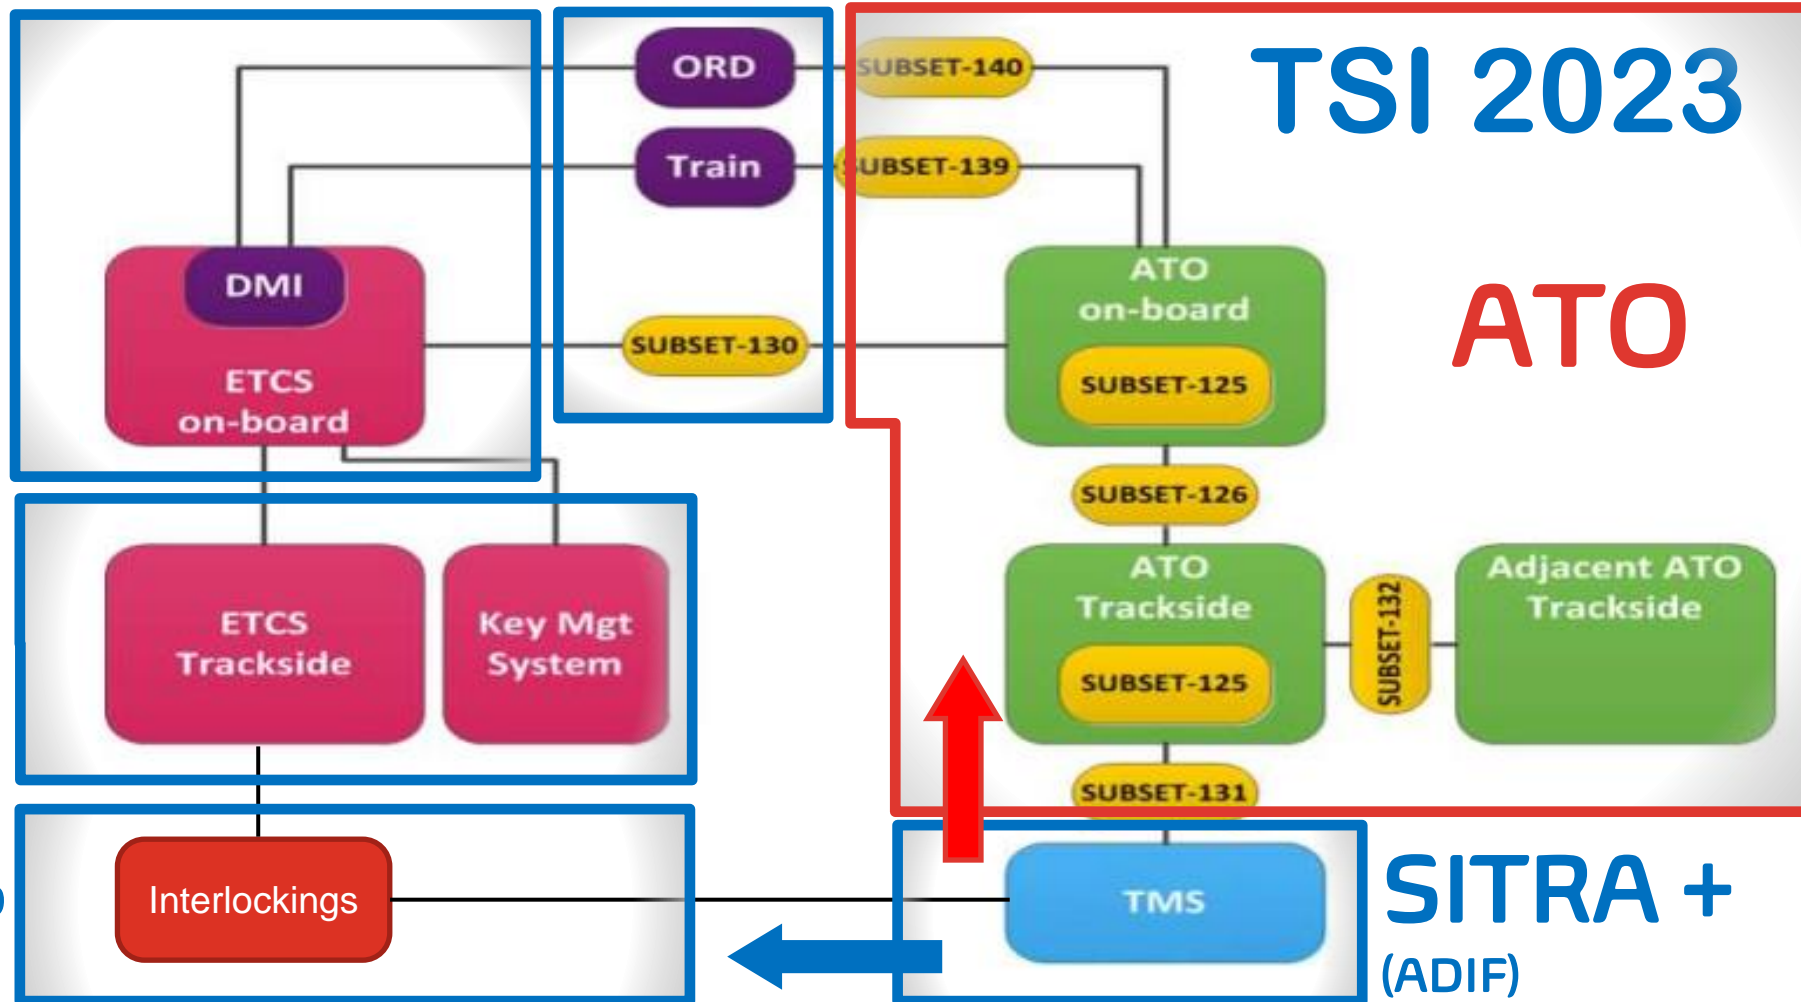 ORD
SUBSET-140
TSI 2023
Train
SUBSET-139
DMI
ATO
on-board
ATO
SUBSET-130
ETCS
on-board
SUBSET-125
SUBSET-126
ETCS
Trackside
Key Mgt
System
ATO
Trackside
SUBSET-132
Adjacent ATO
Trackside
SUBSET-125
SUBSET-131
Interlockings
TMS
SITRA +
(ADIF)